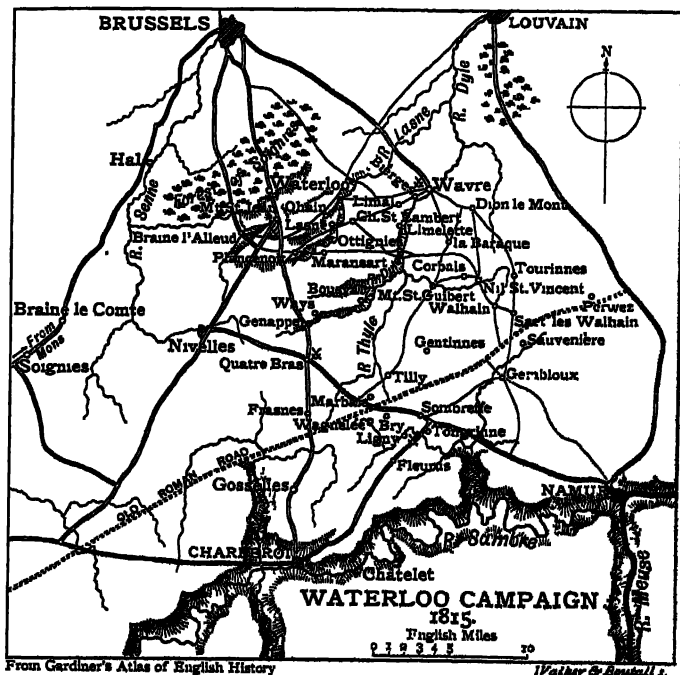 BRUSSELS
LOUVAIN
N
R. Dyle
R. Lasne
Hal
R. Senne
Waterloo
Wavre
Ohain
Limal
Dion le Mont
Ch. St Lambert
Limelette
Braine l'Alleud
Ottignies
la Baraque
Plancenoit
Maransart
Corbais
Tourinnes
Nil St. Vincent
Mt. St. Guibert
Perwez
Braine le Comte
Ways
Walhain
Genappe
Sart les Walhain
From Mons
Nivelles
R Thyle
Gentinnes
Sauveniere
Soignies
Quatre Bras
Tilly
Gembloux
Marbais
Frasnes
Sombreffe
Wagnelée
Bry
Ligny
Tongrinne
OLD ROMAN ROAD
Fleurus
Gosselies
NAMUR
R. Sambre
CHARLEROI
Châtelet
R. Meuse
WATERLOO CAMPAIGN,
1815.
English Miles
0 1 2 3 4 5 10
From Gardiner's Atlas of English History
Walker & Boutall s.